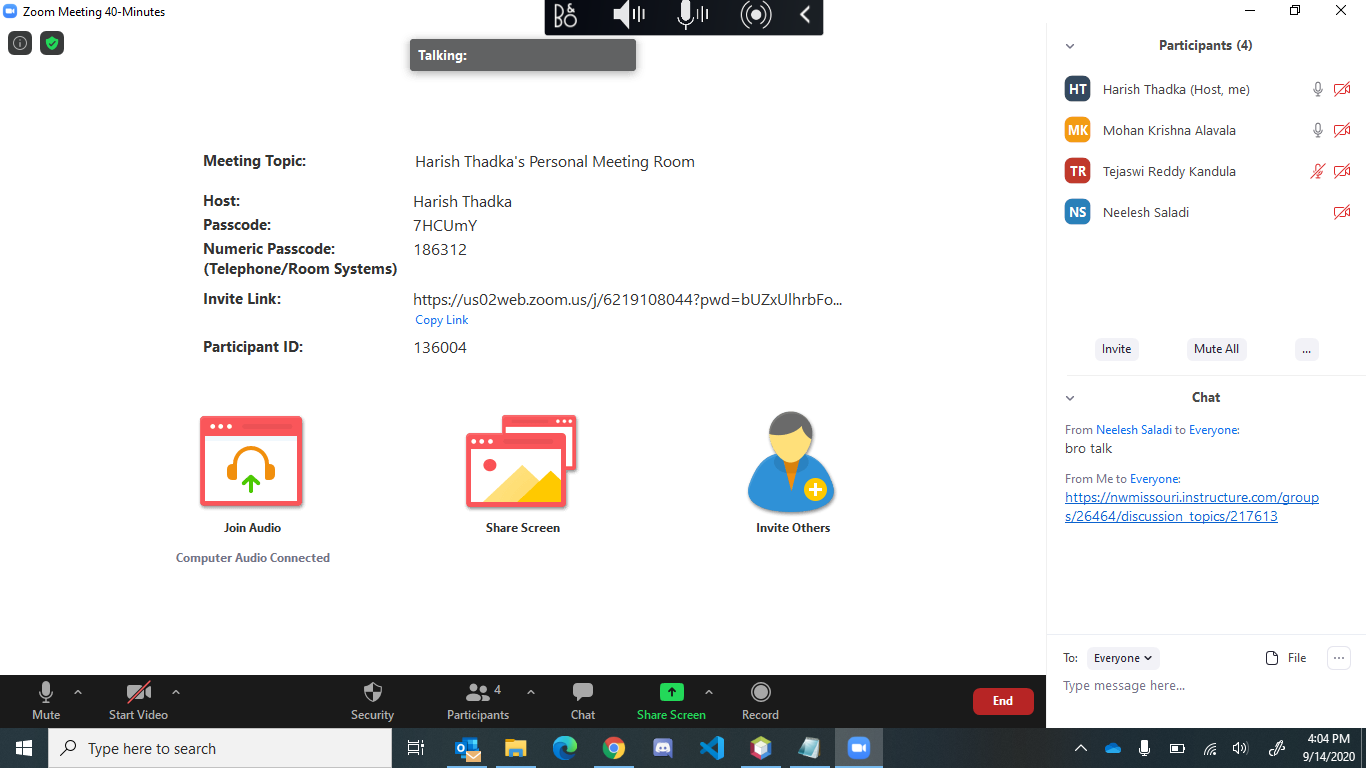 Zoom Meeting 40-Minutes
B&O
Talking:
Meeting Topic: Harish Thadka's Personal Meeting Room
Host: Harish Thadka
Passcode: 7HCUmY
Numeric Passcode: 186312
(Telephone/Room Systems)
Invite Link: https://us02web.zoom.us/j/6219108044?pwd=bUZxUlhrbFo...
Copy Link
Participant ID: 136004
Join Audio
Computer Audio Connected
Share Screen
Invite Others
Participants (4)
HT Harish Thadka (Host, me)
MK Mohan Krishna Alavala
TR Tejaswi Reddy Kandula
NS Neelesh Saladi
Invite Mute All ...
Chat
From Neelesh Saladi to Everyone:
bro talk
From Me to Everyone:
https://nwmissouri.instructure.com/group
s/26464/discussion_topics/217613
To: Everyone File ...
Type message here...
Mute Start Video Security Participants 4 Chat Share Screen Record End
Type here to search
4:04 PM
9/14/2020